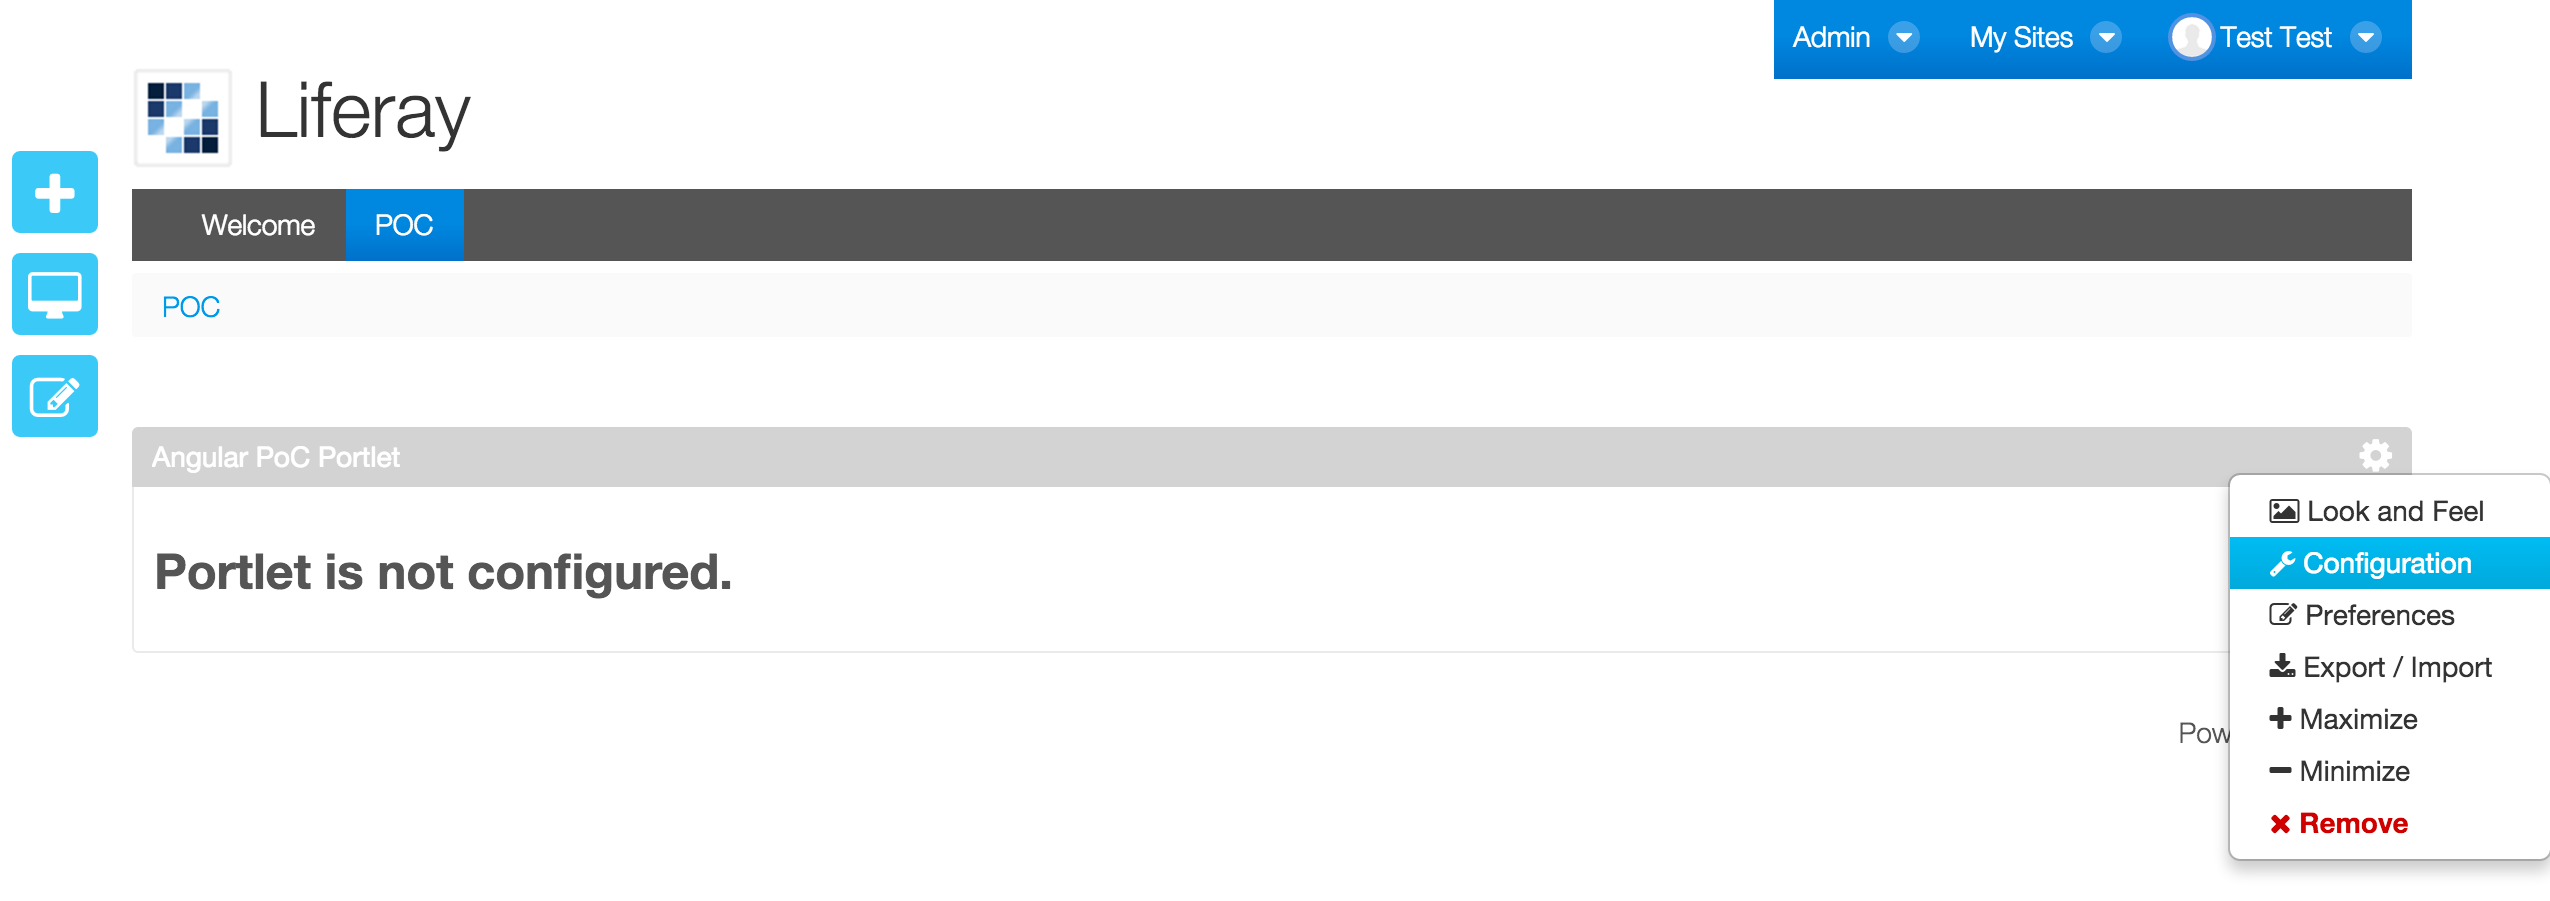 Admin My Sites Test Test
Liferay
Welcome POC
POC
Angular PoC Portlet
Portlet is not configured.
Look and Feel
Configuration
Preferences
Export / Import
Maximize
Pow
Minimize
Remove